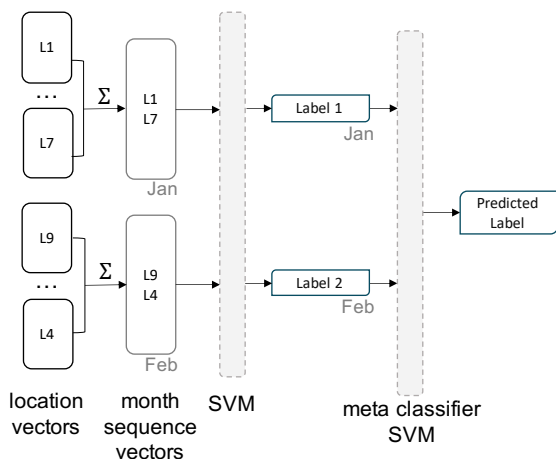 L1
...
L7
Σ
L1
L7
Jan
Label 1
Jan
Predicted
Label
L9
...
L4
Σ
L9
L4
Feb
Label 2
Feb
location
vectors
month
sequence
vectors
SVM
meta classifier
SVM